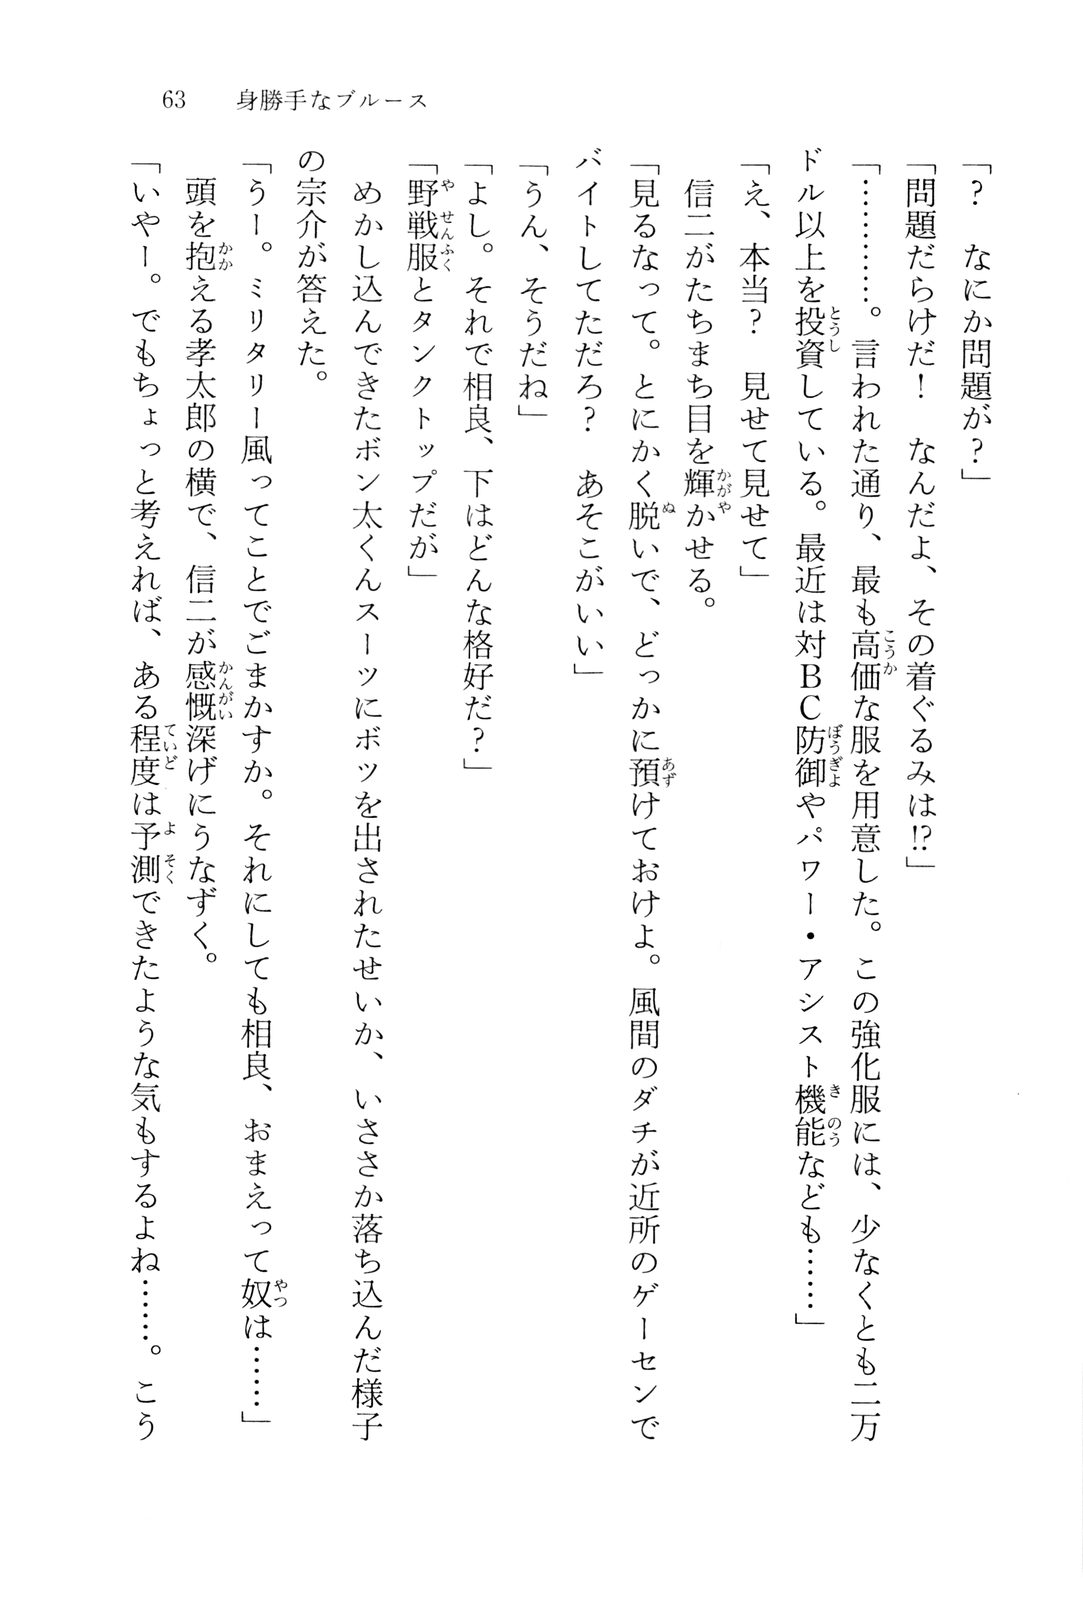 63　身勝手なブルース
「？　なにか問題が？」
「問題だらけだ！　なんだよ、その着ぐるみは!?」
「…………。言われた通り、最も高価な服を用意した。この強化服には、少なくとも二万
ドル以上を投資している。最近は対ＢＣ防御やパワー・アシスト機能なども……」
「え、本当？　見せて見せて」
　信二がたちまち目を輝かせる。
「見るなって。とにかく脱いで、どっかに預けておけよ。風間のダチが近所のゲーセンで
バイトしてただろ？　あそこがいい」
「うん、そうだね」
「よし。それで相良、下はどんな格好だ？」
「野戦服とタンクトップだが」
　めかし込んできたボン太くんスーツにボツを出されたせいか、いささか落ち込んだ様子
の宗介が答えた。
「うー。ミリタリー風ってことでごまかすか。それにしても相良、おまえって奴は……」
　頭を抱える孝太郎の横で、信二が感慨深げにうなずく。
「いやー。でもちょっと考えれば、ある程度は予測できたような気もするよね……。こう